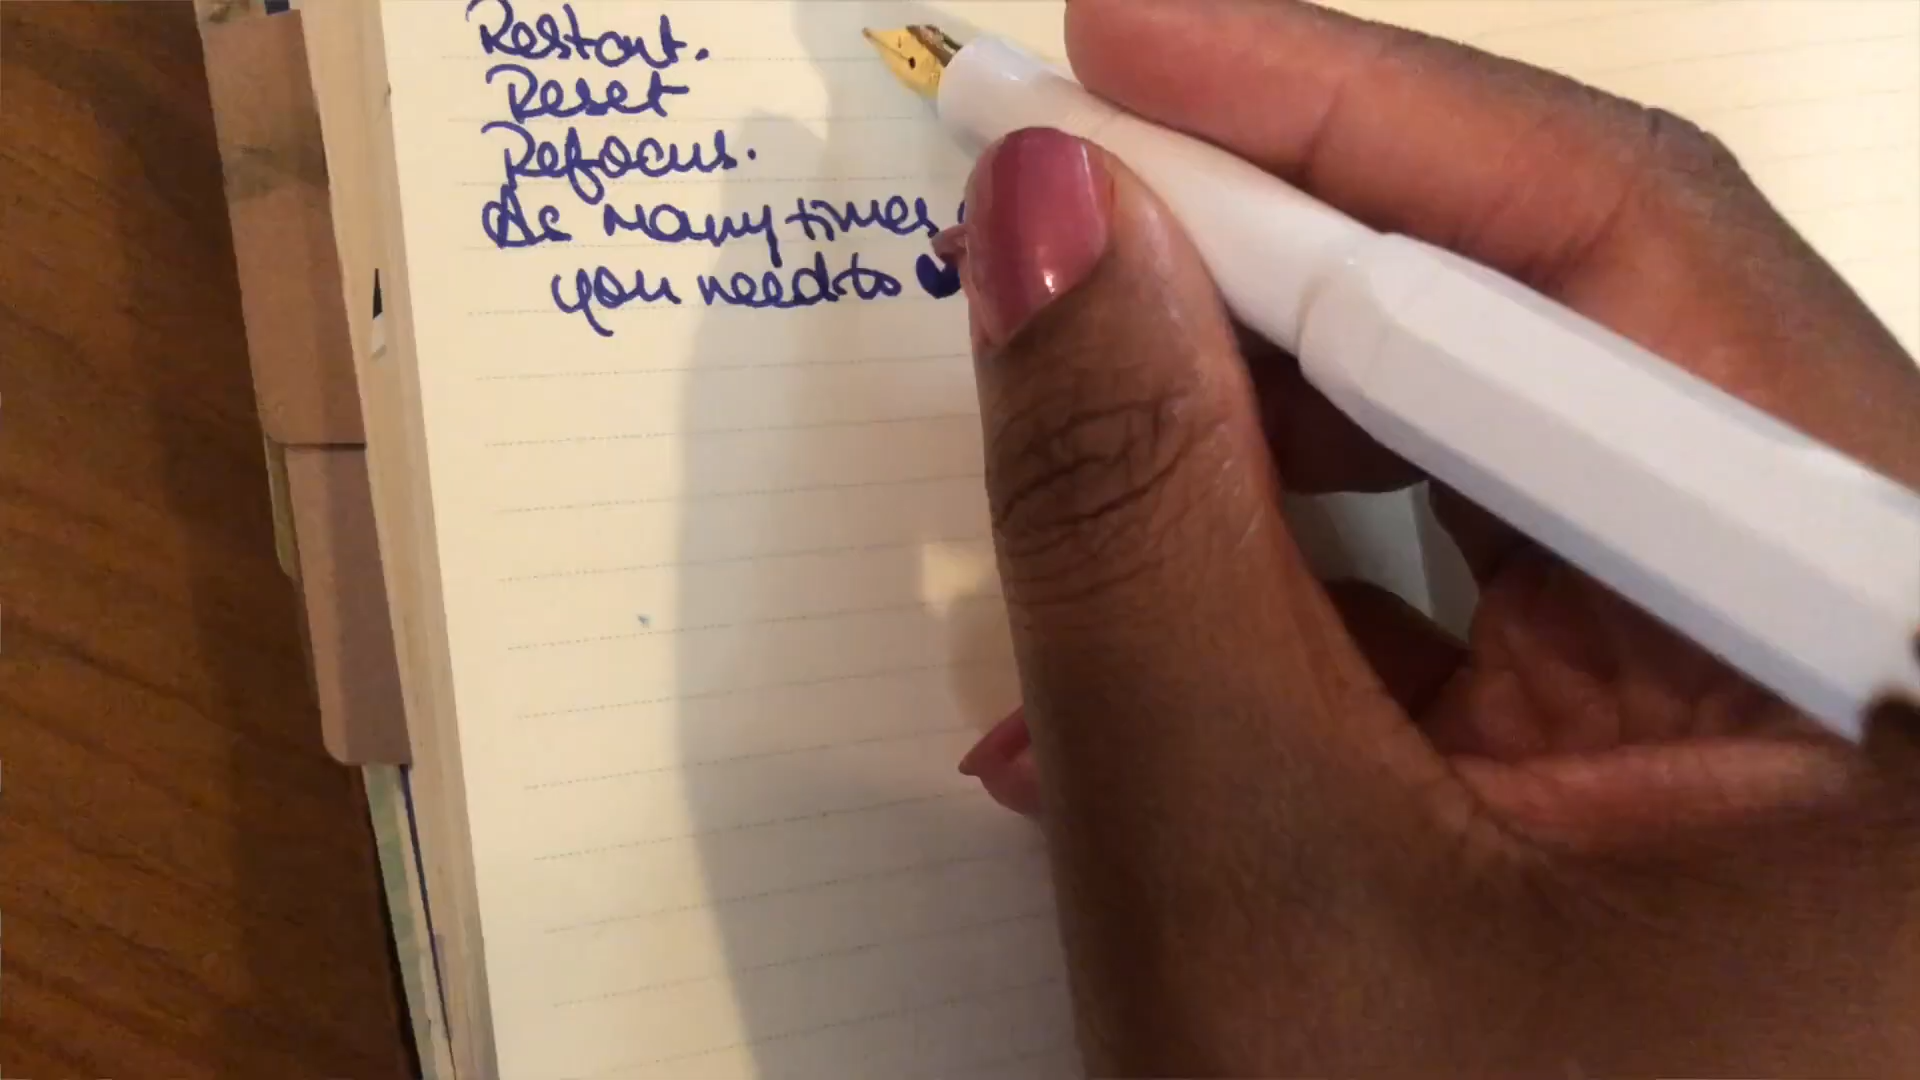 Restart.
Reset
Refocus.
As many times
you need to